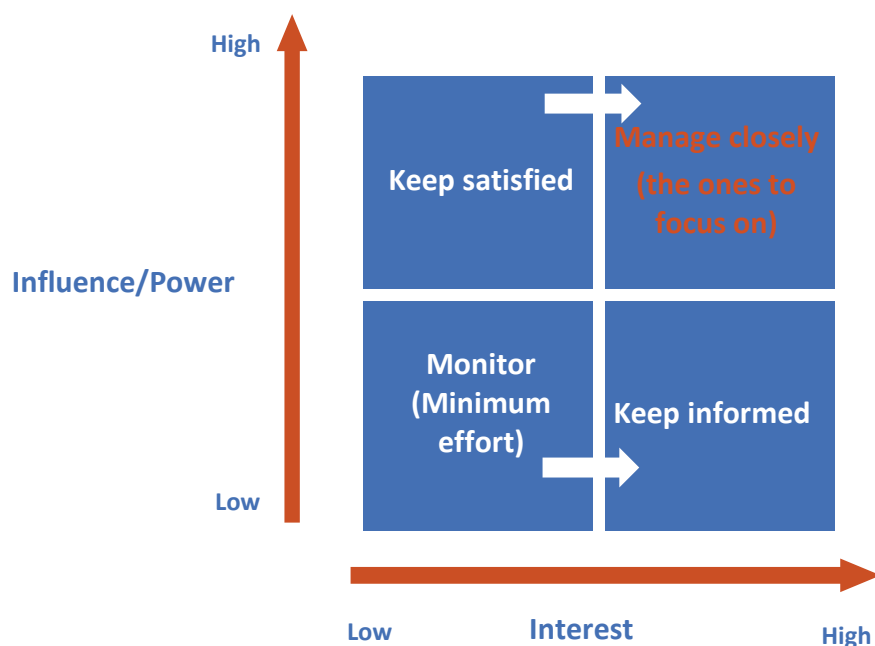 High
Keep satisfied
Manage closely
(the ones to
focus on)
Influence/Power
Monitor
(Minimum
effort)
Keep informed
Low
Low
Interest
High